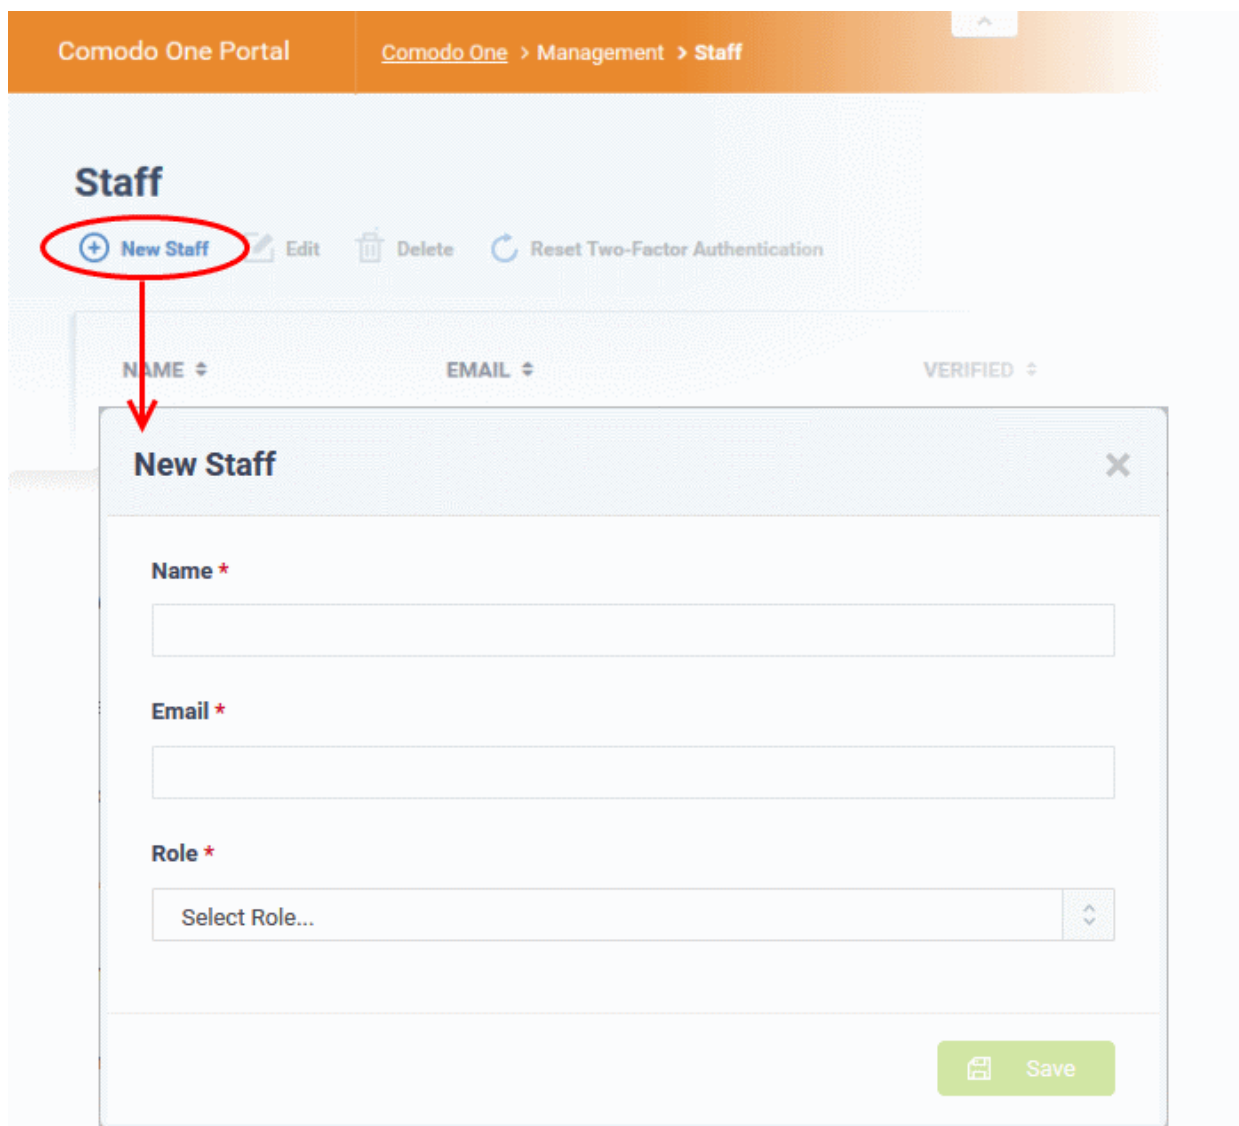 Comodo One Portal
Comodo One > Management > Staff
Staff
New Staff Edit Delete Reset Two-Factor Authentication
NAME EMAIL VERIFIED
New Staff
Name *
Email *
Role *
Select Role...
Save